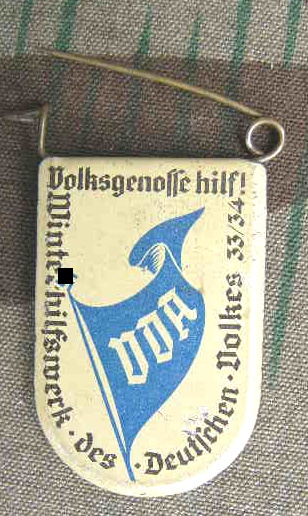 Volksgenosse hilf!
Winterhilfswerk · des · Deutschen · Volkes 33/34
VDA